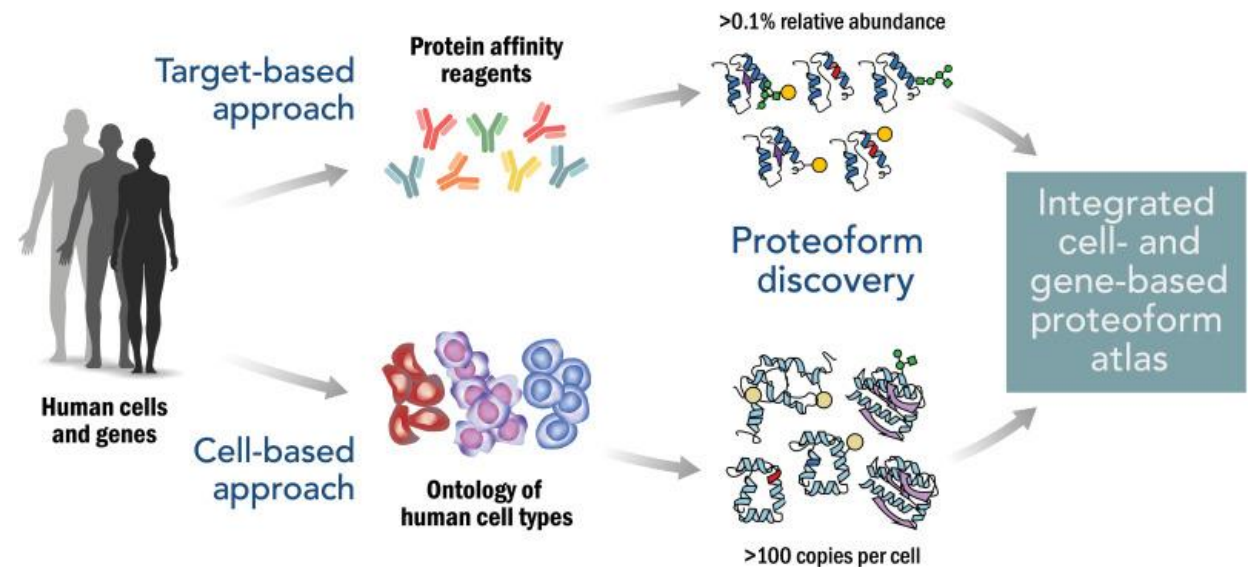 Target-based
approach
Protein affinity
reagents
>0.1% relative abundance
Human cells
and genes
Proteoform
discovery
Integrated
cell- and
gene-based
proteoform
atlas
Cell-based
approach
Ontology of
human cell types
>100 copies per cell